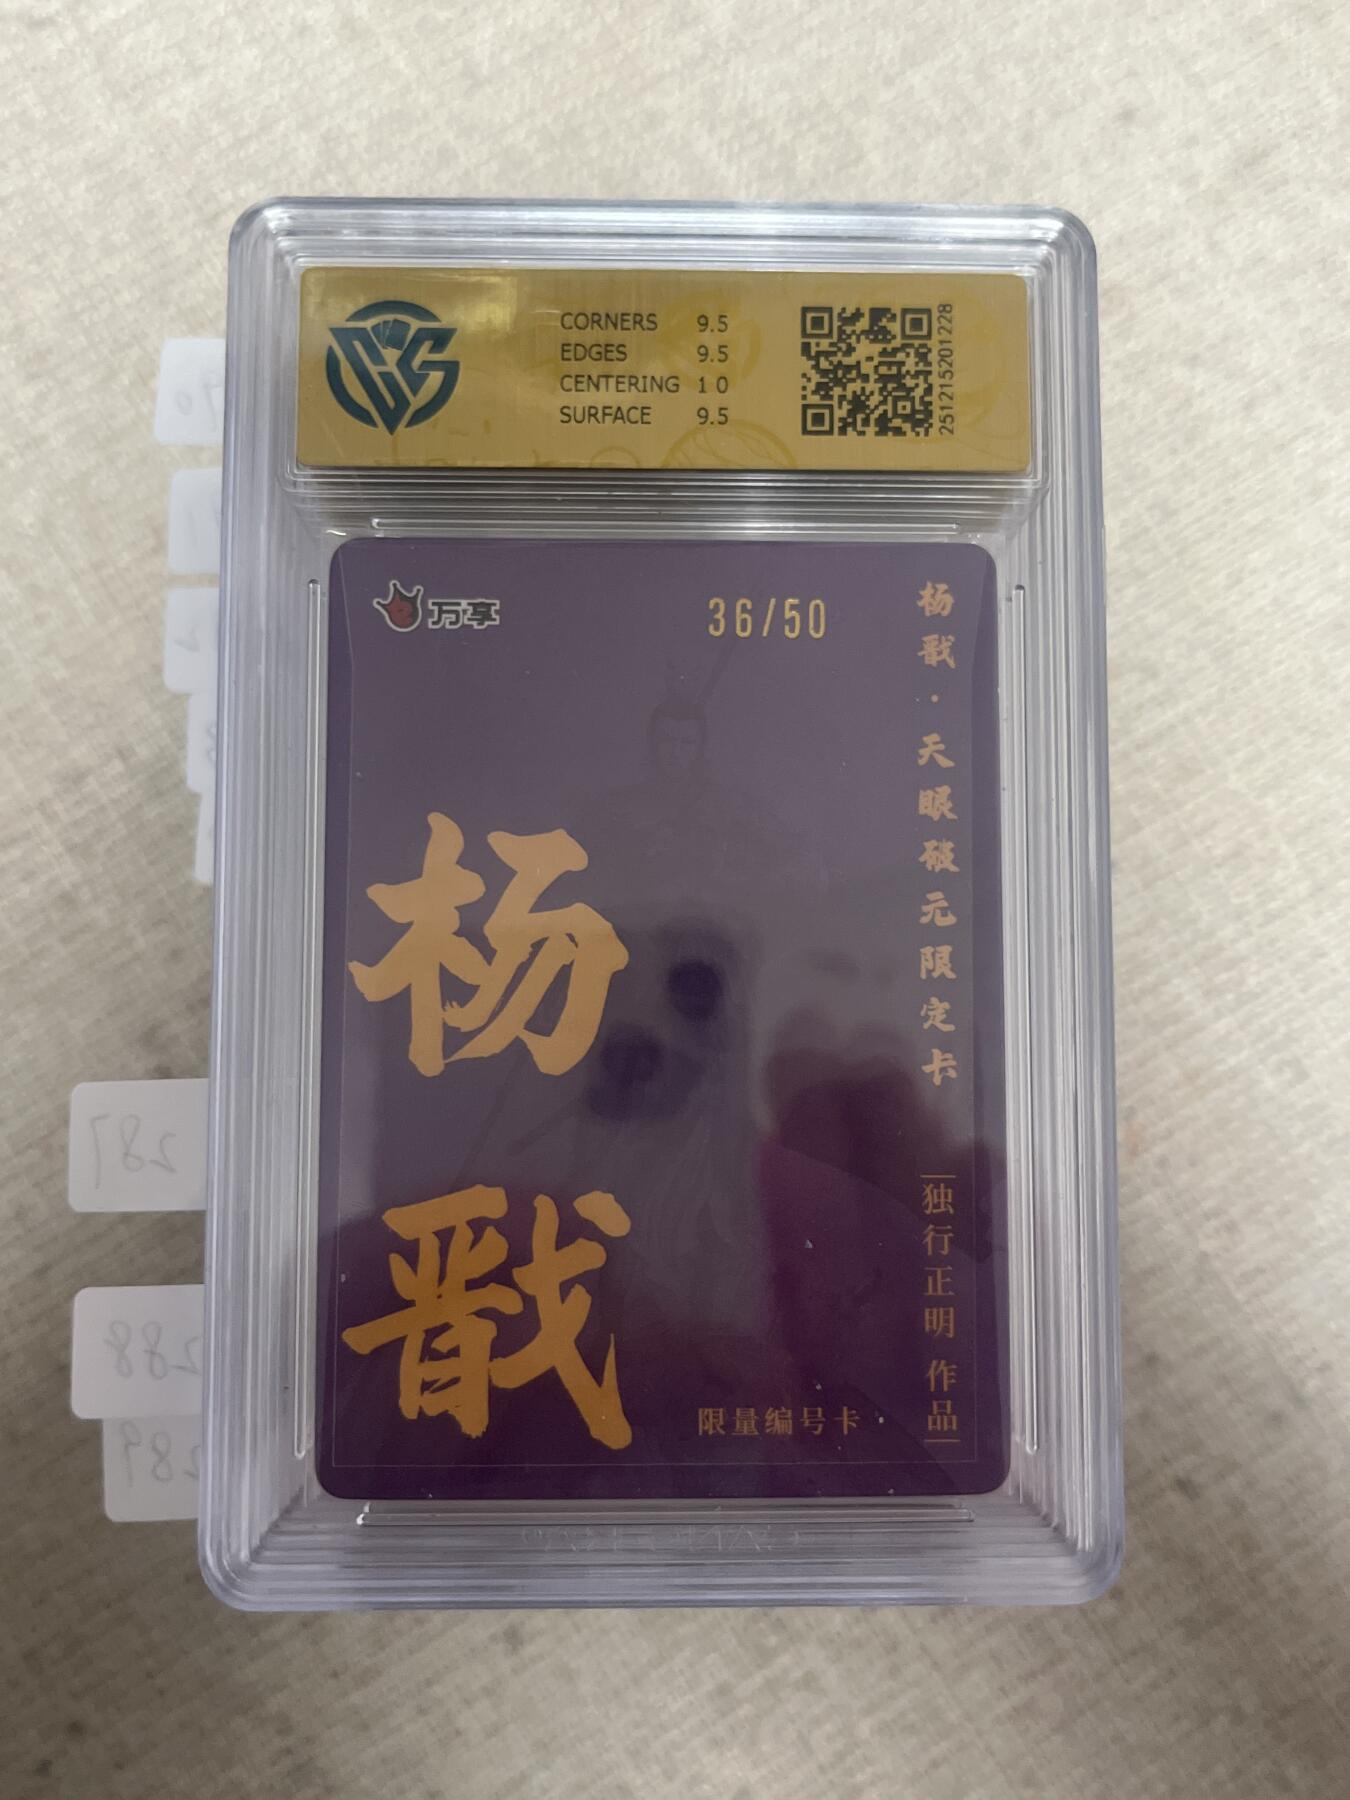 CORNERS 9.5
EDGES 9.5
CENTERING 10
SURFACE 9.5
251215201228
万享
36/50
杨戬·天眼破元限定卡
独行正明 作品
杨戬
限量编号卡
287
288
289